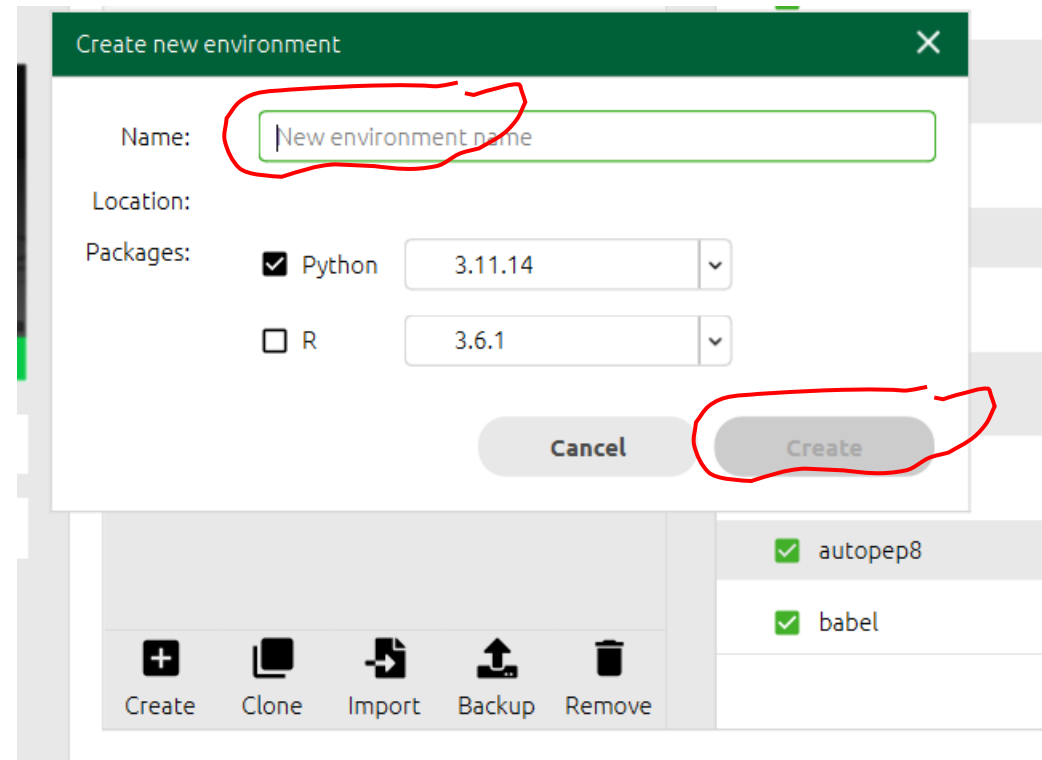 Create new environment
Name:
New environment name
Location:
Packages:
Python
3.11.14
R
3.6.1
Cancel
Create
autopep8
babel
Create
Clone
Import
Backup
Remove